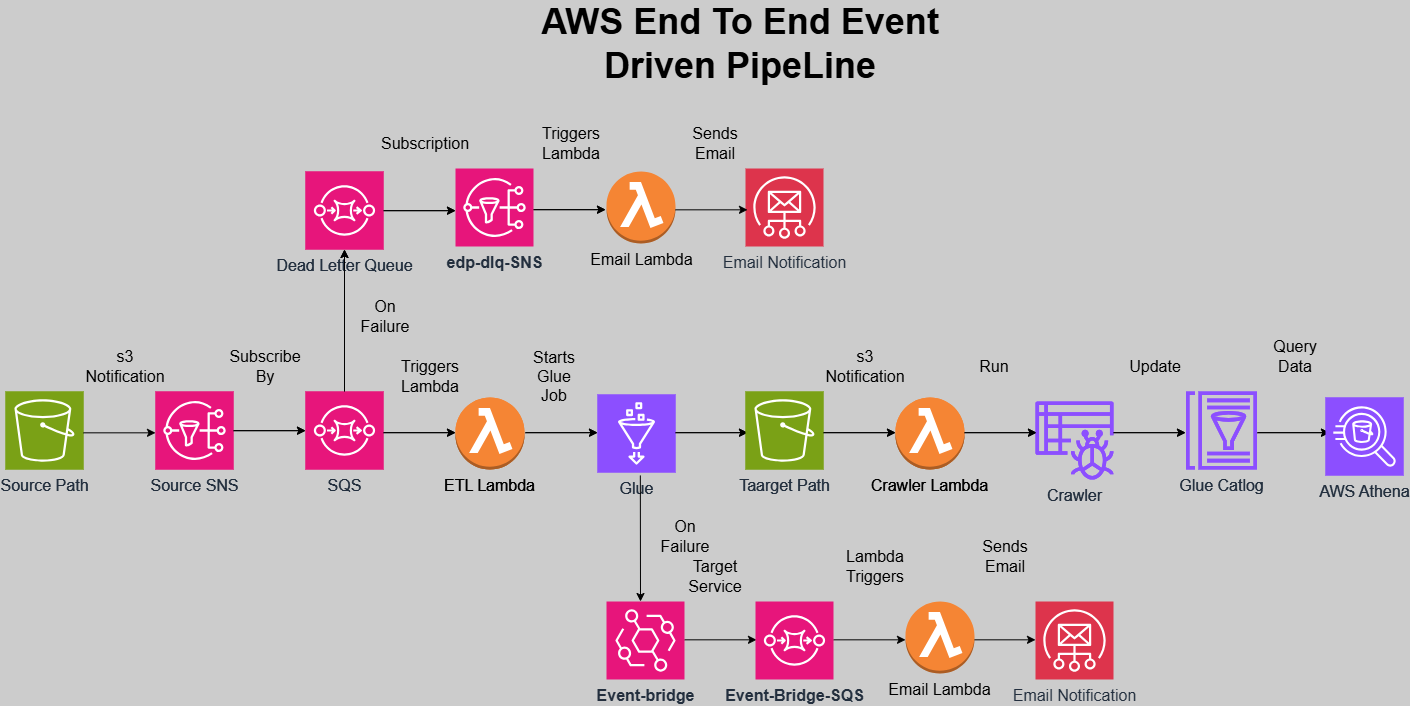 AWS End To End Event
Driven PipeLine
Subscription
Triggers
Lambda
Sends
Email
Dead Letter Queue
edp-dlq-SNS
Email Lambda
Email Notification
On
Failure
s3
Notification
Subscribe
By
Triggers
Lambda
Starts
Glue
Job
s3
Notification
Run
Update
Query
Data
Source Path
Source SNS
SQS
ETL Lambda
Glue
Taarget Path
Crawler Lambda
Crawler
Glue Catlog
AWS Athena
On
Failure
Target
Service
Lambda
Triggers
Sends
Email
Event-bridge
Event-Bridge-SQS
Email Lambda
Email Notification